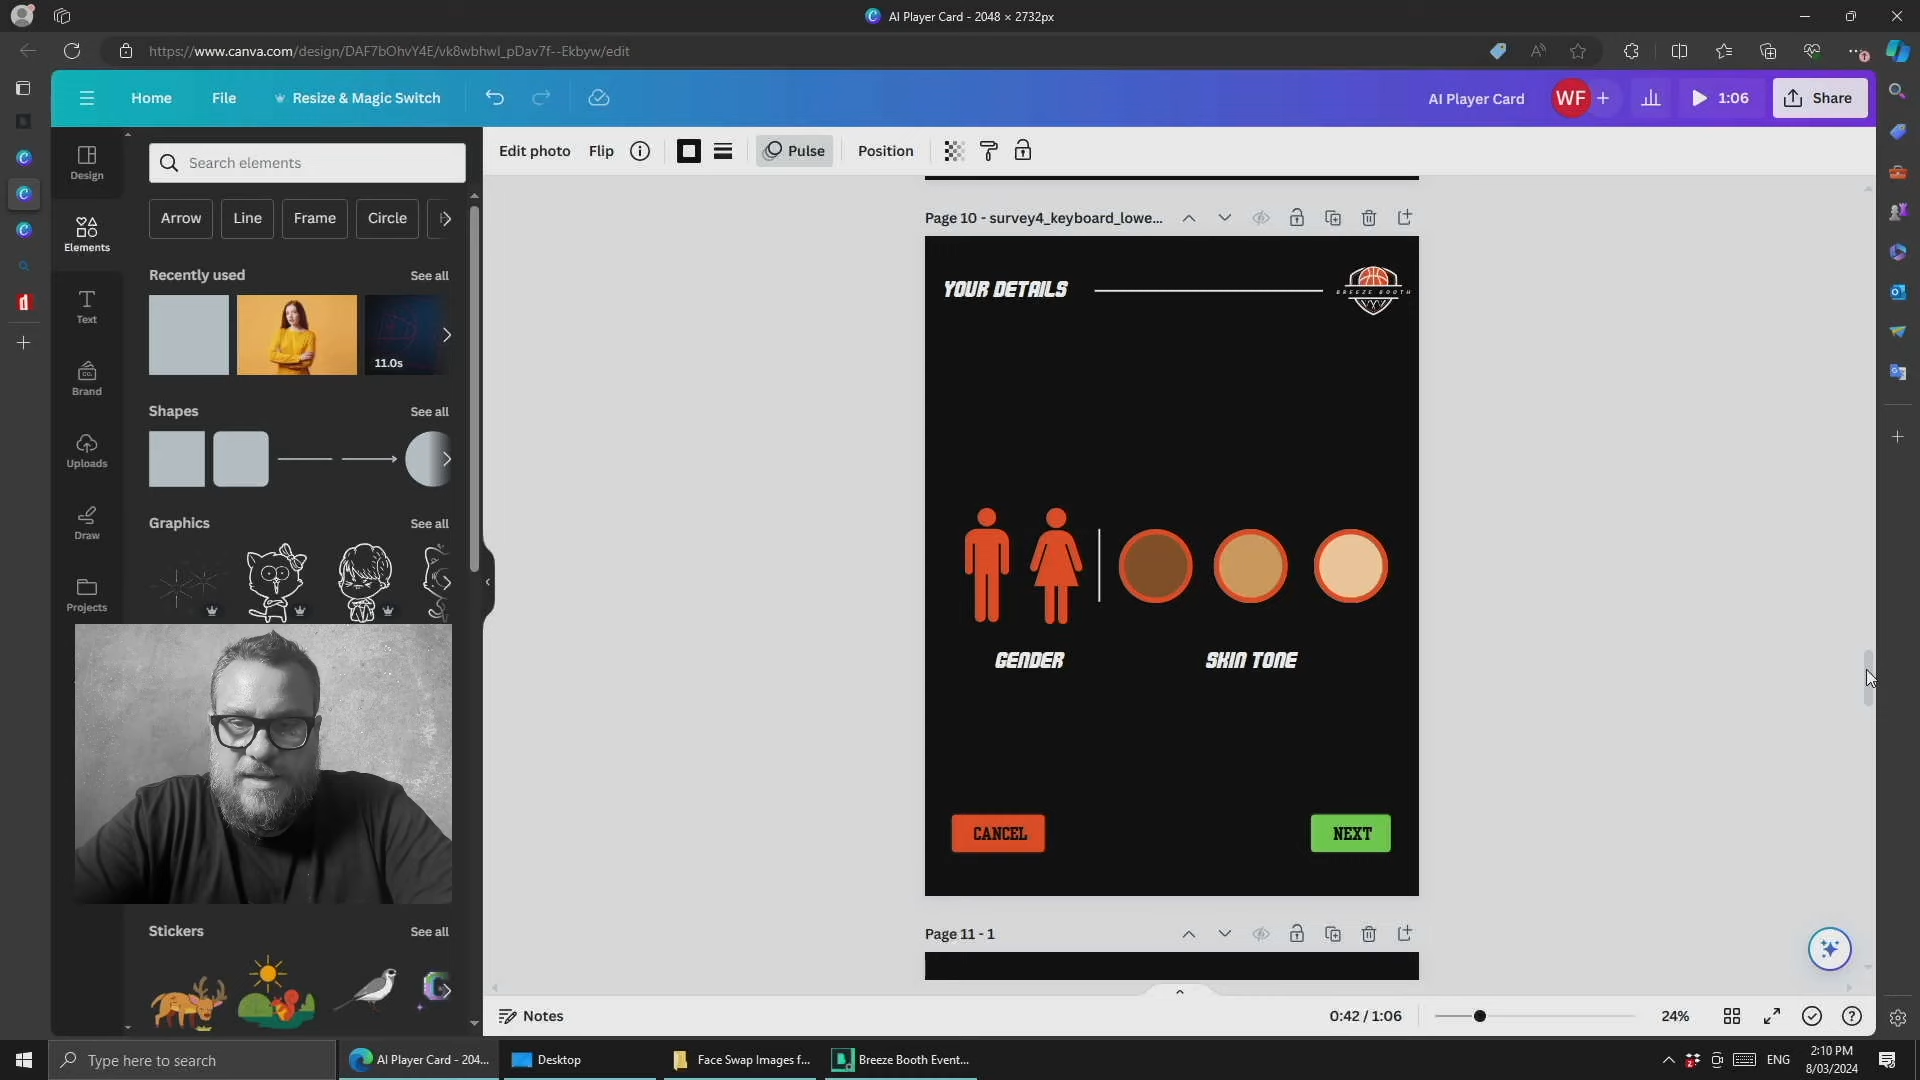 AI Player Card - 2048 × 2732px
https://www.canva.com/design/DAF7bOhvY4E/vk8wbhwl_pDav7f--Ekbyw/edit
Home
File
Resize & Magic Switch
AI Player Card
WF
1:06
Share
Design
Elements
Text
Brand
Uploads
Draw
Projects
Search elements
Arrow
Line
Frame
Circle
Recently used
See all
11.0s
Shapes
See all
Graphics
See all
Stickers
See all
Edit photo
Flip
Pulse
Position
Page 10 - survey4_keyboard_lowe...
YOUR DETAILS
BREEZE BOOTH
GENDER
SKIN TONE
CANCEL
NEXT
Page 11 - 1
Notes
0:42 / 1:06
24%
Type here to search
AI Player Card - 204...
Desktop
Face Swap Images f...
Breeze Booth Event...
ENG
2:10 PM
8/03/2024